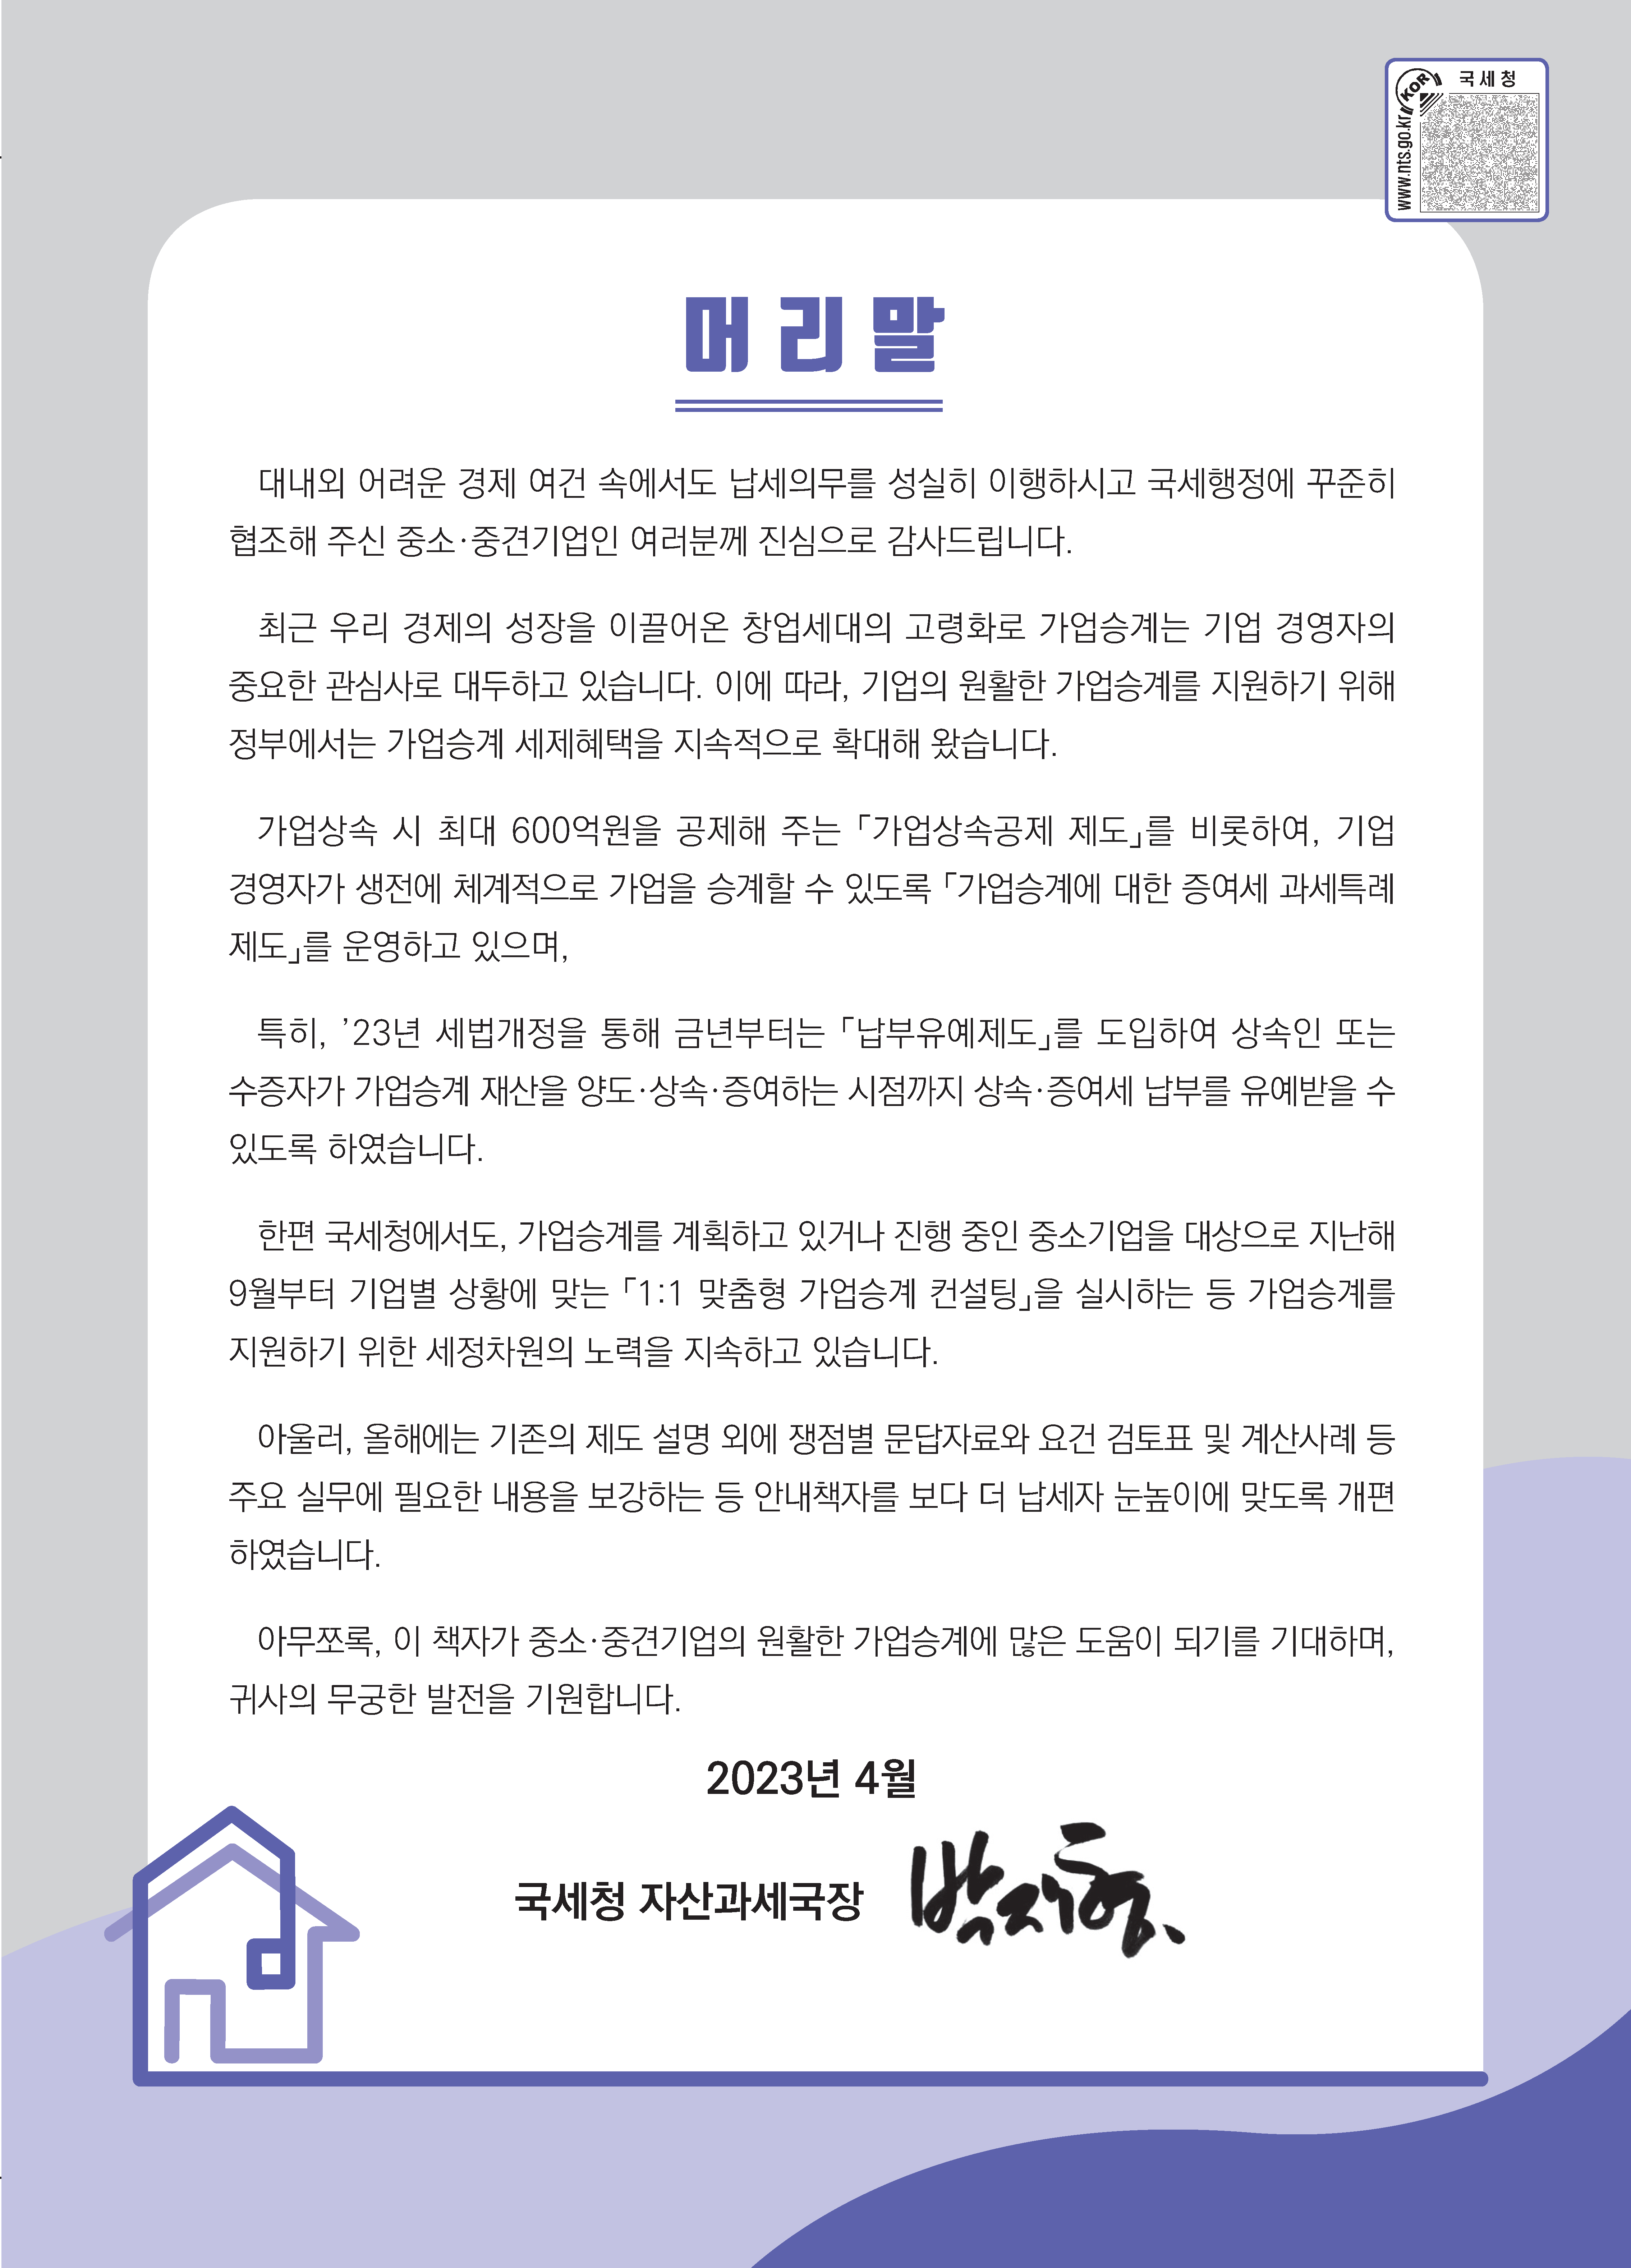 국세청
KOR
www.nts.go.kr
머리말
대내외 어려운 경제 여건 속에서도 납세의무를 성실히 이행하시고 국세행정에 꾸준히
협조해 주신 중소·중견기업인 여러분께 진심으로 감사드립니다.
최근 우리 경제의 성장을 이끌어온 창업세대의 고령화로 가업승계는 기업 경영자의
중요한 관심사로 대두하고 있습니다. 이에 따라, 기업의 원활한 가업승계를 지원하기 위해
정부에서는 가업승계 세제혜택을 지속적으로 확대해 왔습니다.
가업상속 시 최대 600억원을 공제해 주는 「가업상속공제 제도」를 비롯하여, 기업
경영자가 생전에 체계적으로 가업을 승계할 수 있도록 「가업승계에 대한 증여세 과세특례
제도」를 운영하고 있으며,
특히, ’23년 세법개정을 통해 금년부터는 「납부유예제도」를 도입하여 상속인 또는
수증자가 가업승계 재산을 양도·상속·증여하는 시점까지 상속·증여세 납부를 유예받을 수
있도록 하였습니다.
한편 국세청에서도, 가업승계를 계획하고 있거나 진행 중인 중소기업을 대상으로 지난해
9월부터 기업별 상황에 맞는 「1:1 맞춤형 가업승계 컨설팅」을 실시하는 등 가업승계를
지원하기 위한 세정차원의 노력을 지속하고 있습니다.
아울러, 올해에는 기존의 제도 설명 외에 쟁점별 문답자료와 요건 검토표 및 계산사례 등
주요 실무에 필요한 내용을 보강하는 등 안내책자를 보다 더 납세자 눈높이에 맞도록 개편
하였습니다.
아무쪼록, 이 책자가 중소·중견기업의 원활한 가업승계에 많은 도움이 되기를 기대하며,
귀사의 무궁한 발전을 기원합니다.
2023년 4월
국세청 자산과세국장